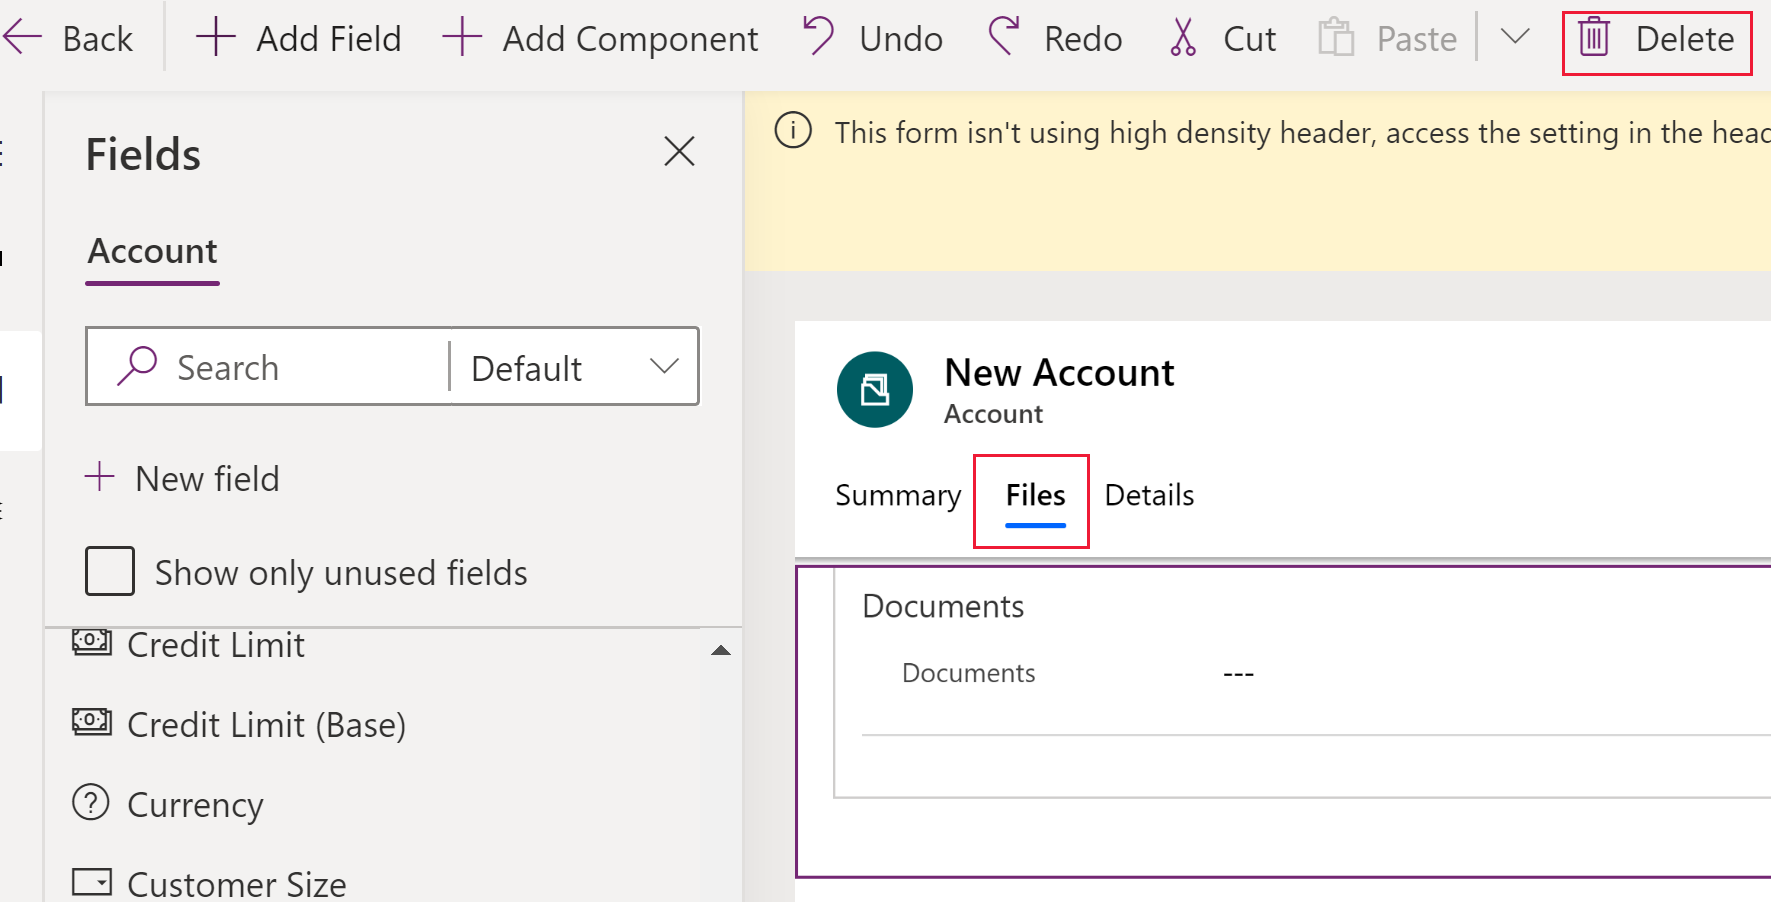 Back Add Field Add Component Undo Redo Cut Paste Delete
Fields
Account
Search Default
New field
Show only unused fields
Credit Limit
Credit Limit (Base)
Currency
Customer Size
This form isn't using high density header, access the setting in the
New Account
Account
Summary Files Details
Documents
Documents ---